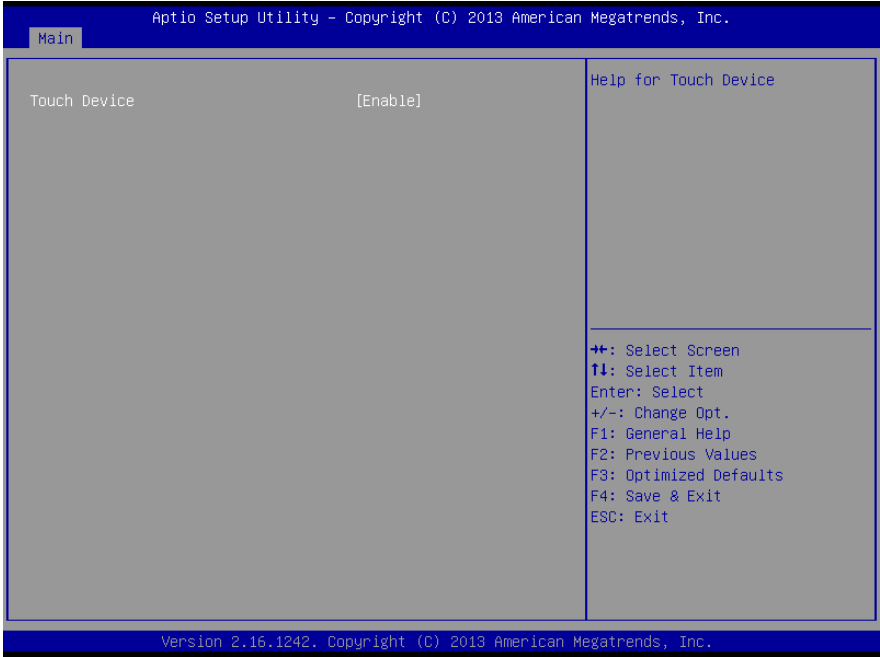 Aptio Setup Utility – Copyright (C) 2013 American Megatrends, Inc.
Main
Touch Device [Enable]
Help for Touch Device
→←: Select Screen
↑↓: Select Item
Enter: Select
+/-: Change Opt.
F1: General Help
F2: Previous Values
F3: Optimized Defaults
F4: Save & Exit
ESC: Exit
Version 2.16.1242. Copyright (C) 2013 American Megatrends, Inc.